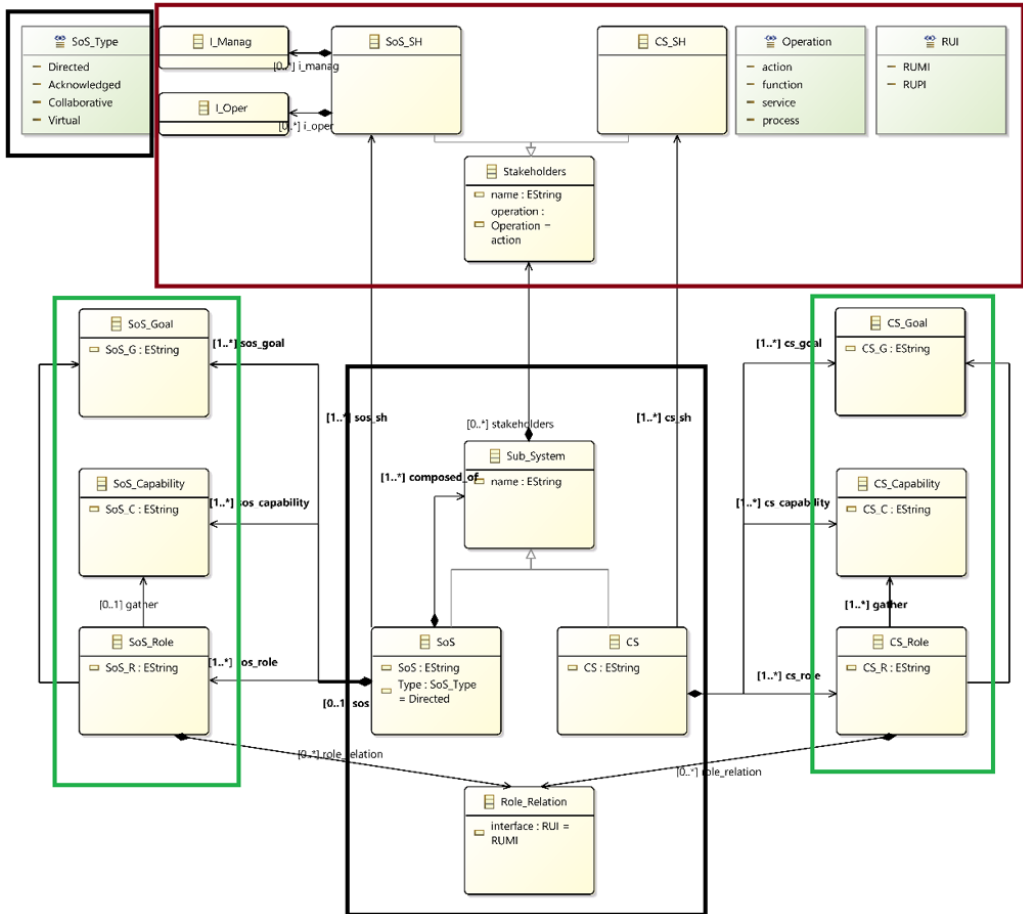 SoS_Type
Directed
Acknowledged
Collaborative
Virtual
I_Manag
[0..*] i_manag
I_Oper
[0..*] i_oper
SoS_SH
CS_SH
Operation
action
function
service
process
RUI
RUMI
RUPI
Stakeholders
name : EString
operation :
Operation =
action
SoS_Goal
SoS_G : EString
[1..*] sos_goal
[1..*] cs_goal
CS_Goal
CS_G : EString
[1..*] sos_sh
[0..*] stakeholders
[1..*] cs_sh
Sub_System
name : EString
[1..*] composed_of
SoS_Capability
SoS_C : EString
[1..*] sos_capability
[1..*] cs_capability
CS_Capability
CS_C : EString
[0..1] gather
[1..*] gather
SoS_Role
SoS_R : EString
[1..*] sos_role
SoS
SoS : EString
Type : SoS_Type
= Directed
[0..1] sos
CS
CS : EString
[1..*] cs_role
CS_Role
CS_R : EString
[0..*] role_relation
[0..*] role_relation
Role_Relation
interface : RUI =
RUMI